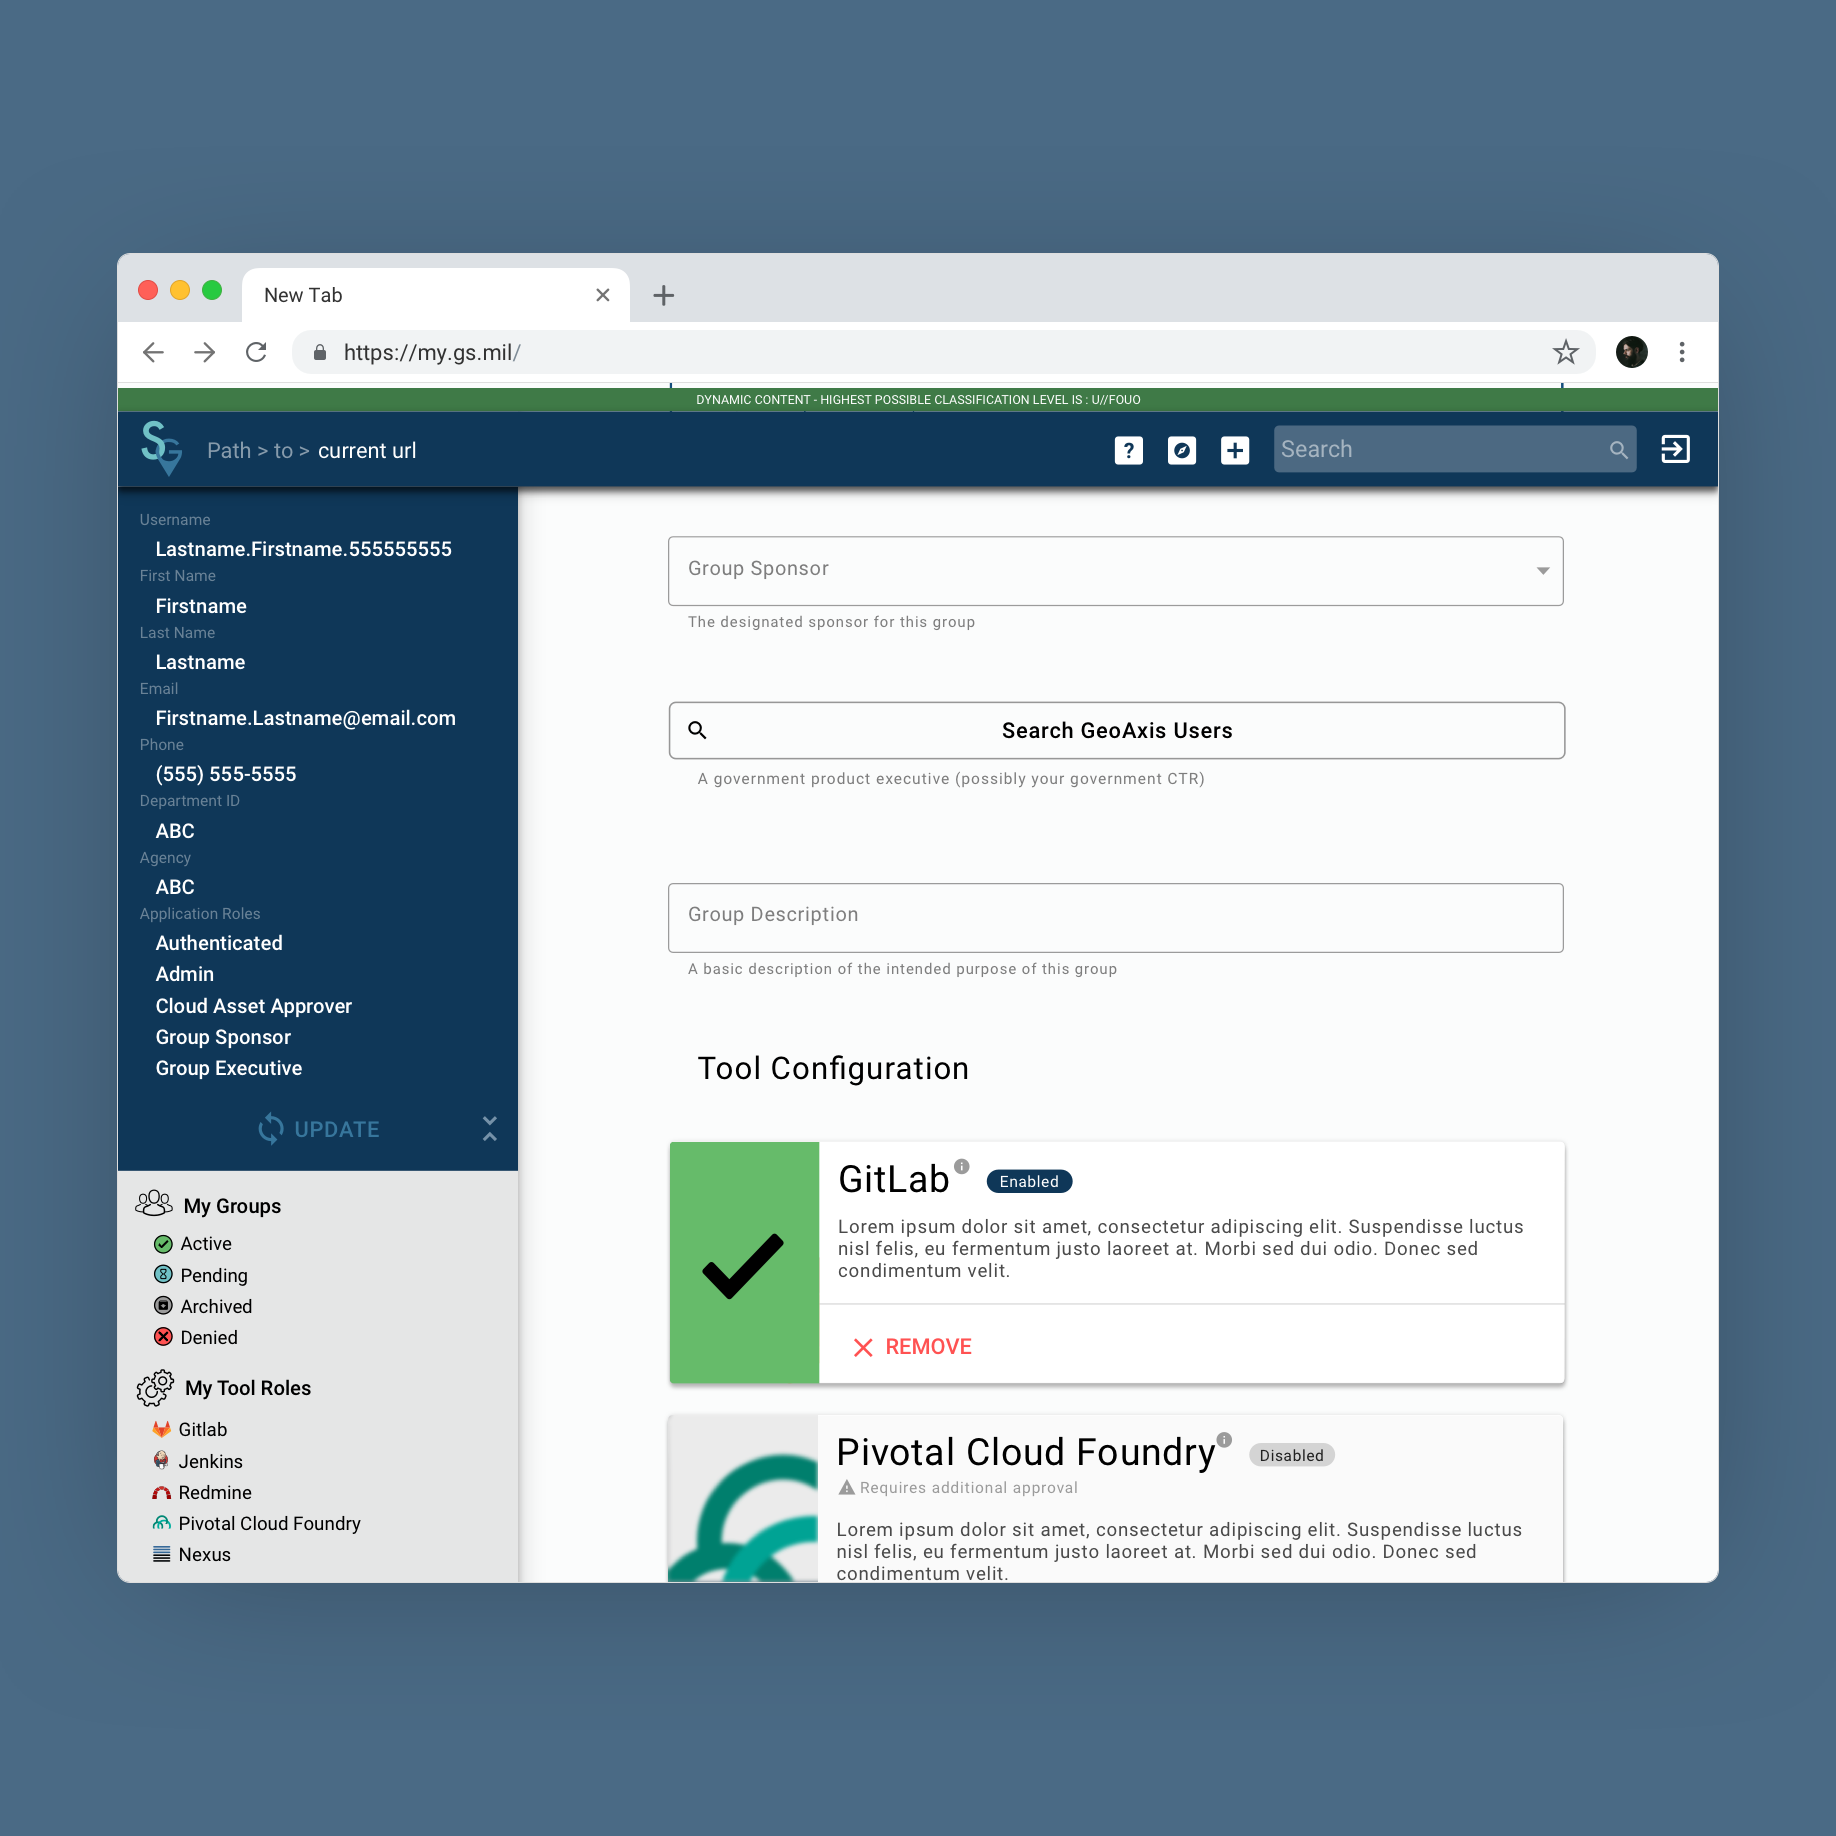 New Tab
https://my.gs.mil/
DYNAMIC CONTENT - HIGHEST POSSIBLE CLASSIFICATION LEVEL IS : U//FOUO
SG Path > to > current url
? Search
Username
Lastname.Firstname.555555555
First Name
Firstname
Last Name
Lastname
Email
Firstname.Lastname@email.com
Phone
(555) 555-5555
Department ID
ABC
Agency
ABC
Application Roles
Authenticated
Admin
Cloud Asset Approver
Group Sponsor
Group Executive
UPDATE
My Groups
Active
Pending
Archived
Denied
My Tool Roles
Gitlab
Jenkins
Redmine
Pivotal Cloud Foundry
Nexus
Group Sponsor
The designated sponsor for this group
Search GeoAxis Users
A government product executive (possibly your government CTR)
Group Description
A basic description of the intended purpose of this group
Tool Configuration
GitLab Enabled
Lorem ipsum dolor sit amet, consectetur adipiscing elit. Suspendisse luctus
nisl felis, eu fermentum justo laoreet at. Morbi sed dui odio. Donec sed
condimentum velit.
REMOVE
Pivotal Cloud Foundry Disabled
Requires additional approval
Lorem ipsum dolor sit amet, consectetur adipiscing elit. Suspendisse luctus
nisl felis, eu fermentum justo laoreet at. Morbi sed dui odio. Donec sed
condimentum velit.